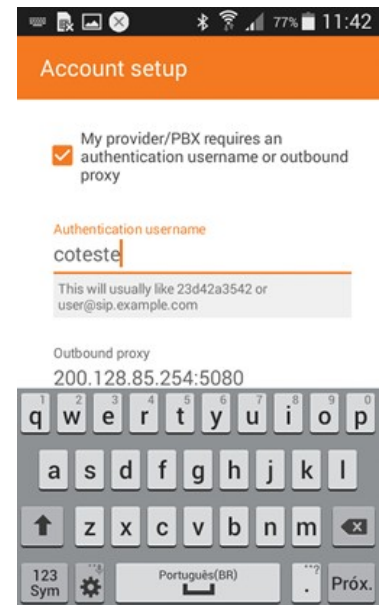 77% 11:42
Account setup
My provider/PBX requires an
authentication username or outbound
proxy
Authentication username
coteste
This will usually like 23d42a3542 or
user@sip.example.com
Outbound proxy
200.128.85.254:5080
1 2 3 4 5 6 7 8 9 0
q w e r t y u i o p
a s d f g h j k l
z x c v b n m
123
Sym
Português(BR)
. ?
Próx.